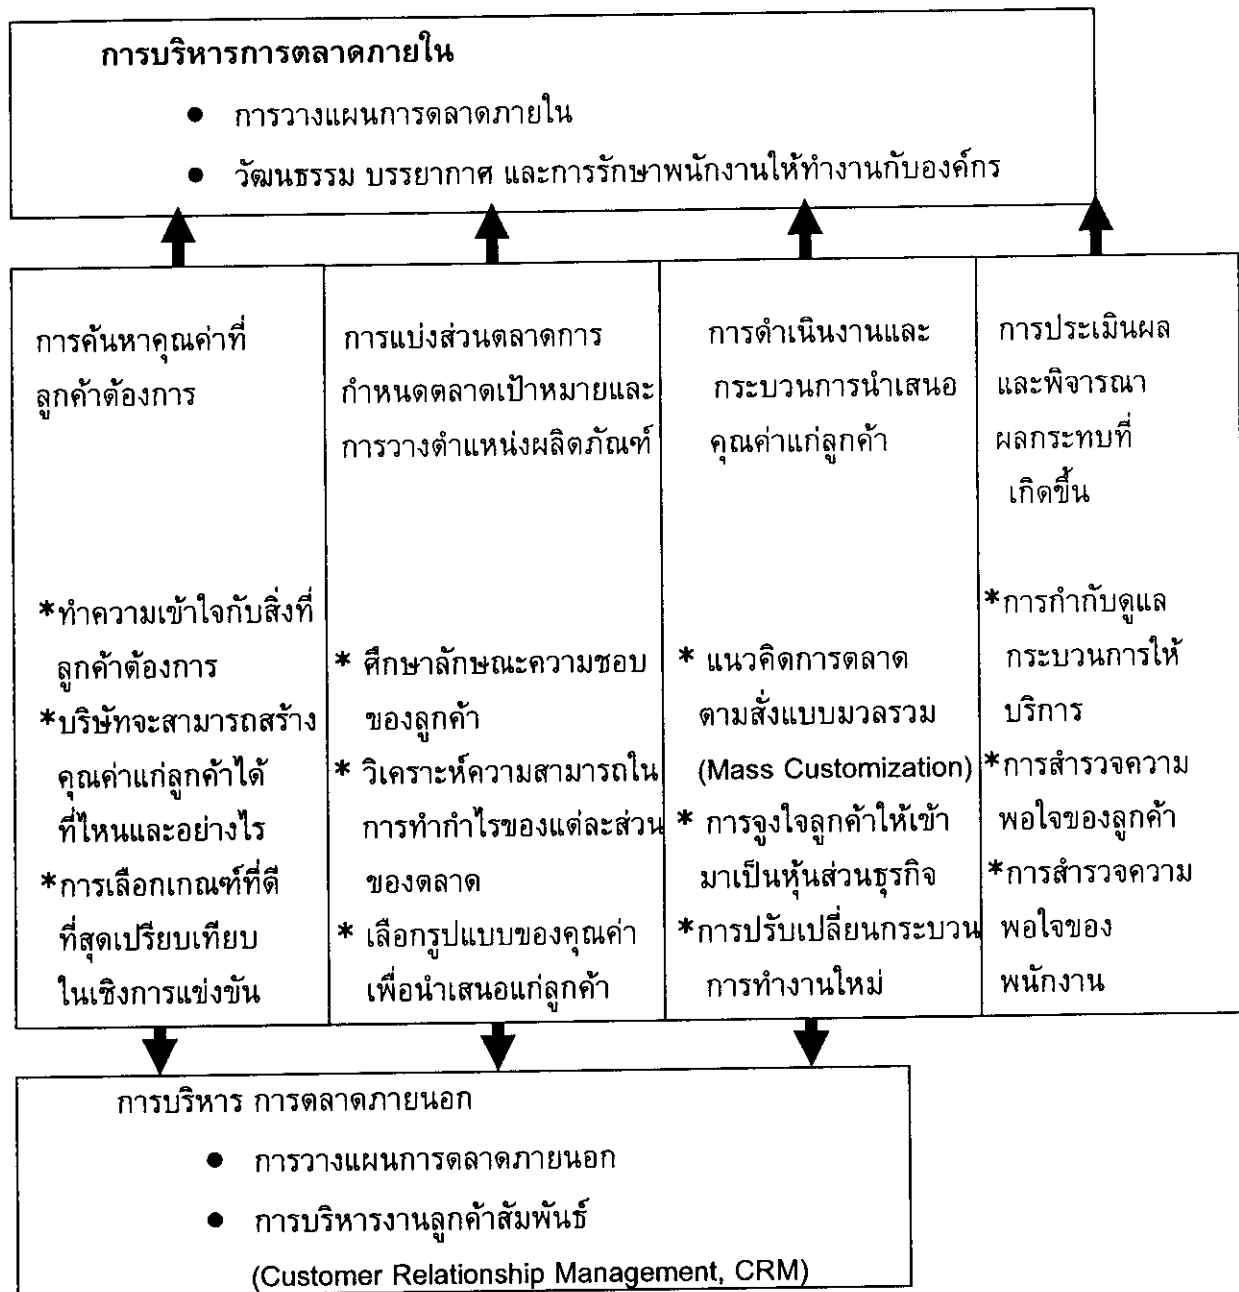 การบริหารการตลาดภายใน
● การวางแผนการตลาดภายใน
● วัฒนธรรม บรรยากาศ และการรักษาพนักงานให้ทำงานกับองค์กร
การค้นหาคุณค่าที่
ลูกค้าต้องการ
*ทำความเข้าใจกับสิ่งที่
ลูกค้าต้องการ
*บริษัทจะสามารถสร้าง
คุณค่าแก่ลูกค้าได้
ที่ไหนและอย่างไร
*การเลือกเกณฑ์ที่ดี
ที่สุดเปรียบเทียบ
ในเชิงการแข่งขัน
การแบ่งส่วนตลาดการ
กำหนดตลาดเป้าหมายและ
การวางตำแหน่งผลิตภัณฑ์
* ศึกษาลักษณะความชอบ
ของลูกค้า
* วิเคราะห์ความสามารถใน
การทำกำไรของแต่ละส่วน
ของตลาด
* เลือกรูปแบบของคุณค่า
เพื่อนำเสนอแก่ลูกค้า
การดำเนินงานและ
กระบวนการนำเสนอ
คุณค่าแก่ลูกค้า
* แนวคิดการตลาด
ตามสั่งแบบมวลรวม
(Mass Customization)
* การจูงใจลูกค้าให้เข้า
มาเป็นหุ้นส่วนธุรกิจ
*การปรับเปลี่ยนกระบวน
การทำงานใหม่
การประเมินผล
และพิจารณา
ผลกระทบที่
เกิดขึ้น
*การกำกับดูแล
กระบวนการให้
บริการ
*การสำรวจความ
พอใจของลูกค้า
*การสำรวจความ
พอใจของ
พนักงาน
การบริหาร การตลาดภายนอก
● การวางแผนการตลาดภายนอก
● การบริหารงานลูกค้าสัมพันธ์
(Customer Relationship Management, CRM)